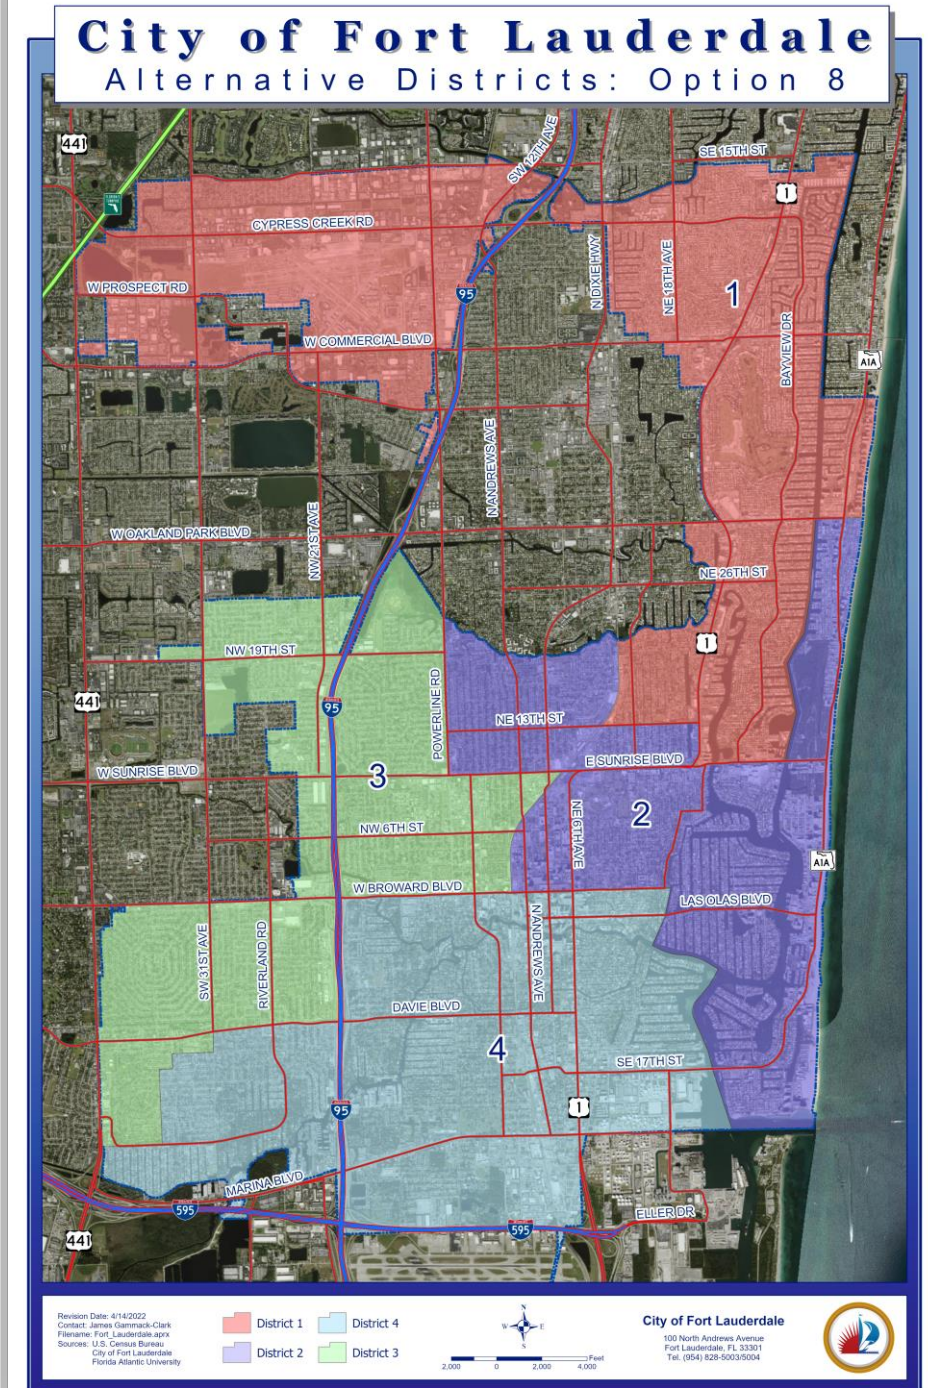 City of Fort Lauderdale
Alternative Districts: Option 8
441
SW 12TH AVE
SE 15TH ST
1
CYPRESS CREEK RD
N DIXIE HWY
NE 18TH AVE
W PROSPECT RD
95
1
W COMMERCIAL BLVD
BAYVIEW DR
A1A
N ANDREWS AVE
NW 21ST AVE
W OAKLAND PARK BLVD
NE 26TH ST
1
NW 19TH ST
POWERLINE RD
441
95
NE 13TH ST
W SUNRISE BLVD
E SUNRISE BLVD
3
2
NE 6TH AVE
NW 6TH ST
A1A
W BROWARD BLVD
LAS OLAS BLVD
SW 31ST AVE
RIVERLAND RD
N ANDREWS AVE
DAVIE BLVD
4
SE 17TH ST
95
1
MARINA BLVD
595
ELLER DR
595
441
Revision Date: 4/14/2022
Contact: James Gammack-Clark
Filename: Fort_Lauderdale.aprx
Sources: U.S. Census Bureau
City of Fort Lauderdale
Florida Atlantic University
District 1
District 4
District 2
District 3
N
W
E
S
Feet
2,000
0
2,000
4,000
City of Fort Lauderdale
100 North Andrews Avenue
Fort Lauderdale, FL 33301
Tel. (954) 828-5003/5004